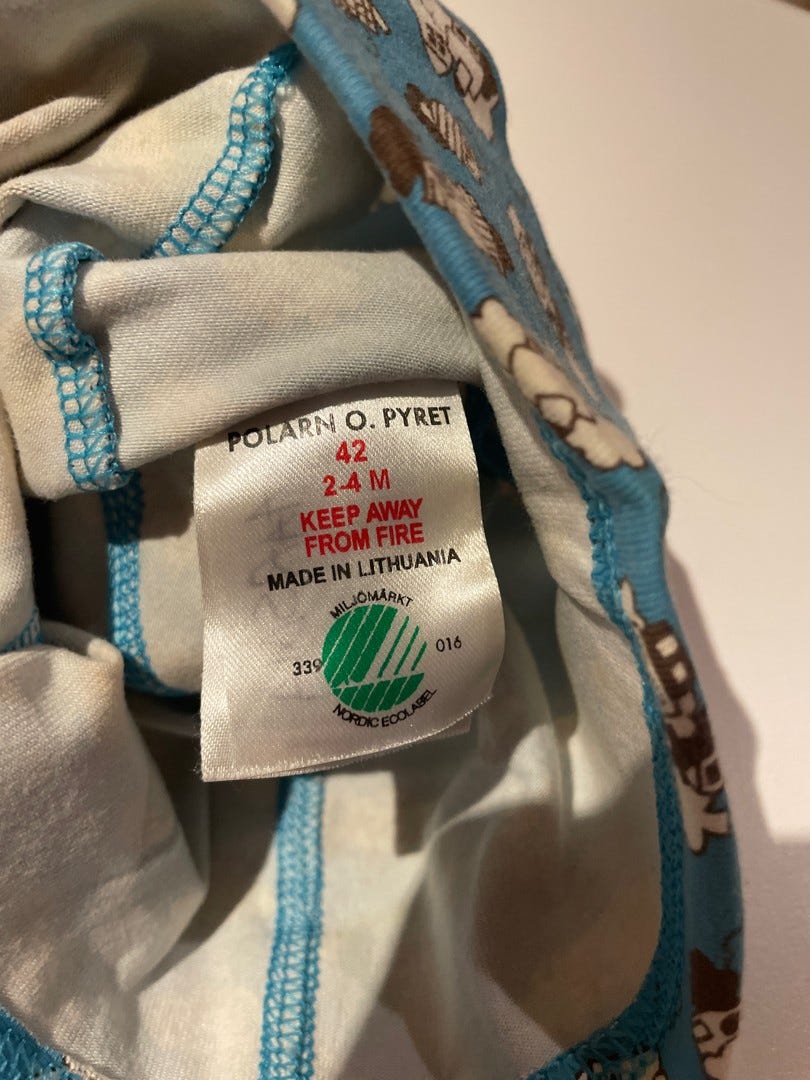 POLARN O. PYRET
42
2-4 M
KEEP AWAY
FROM FIRE
MADE IN LITHUANIA
MILJÖMÄRKT
339 016
NORDIC ECOLABEL